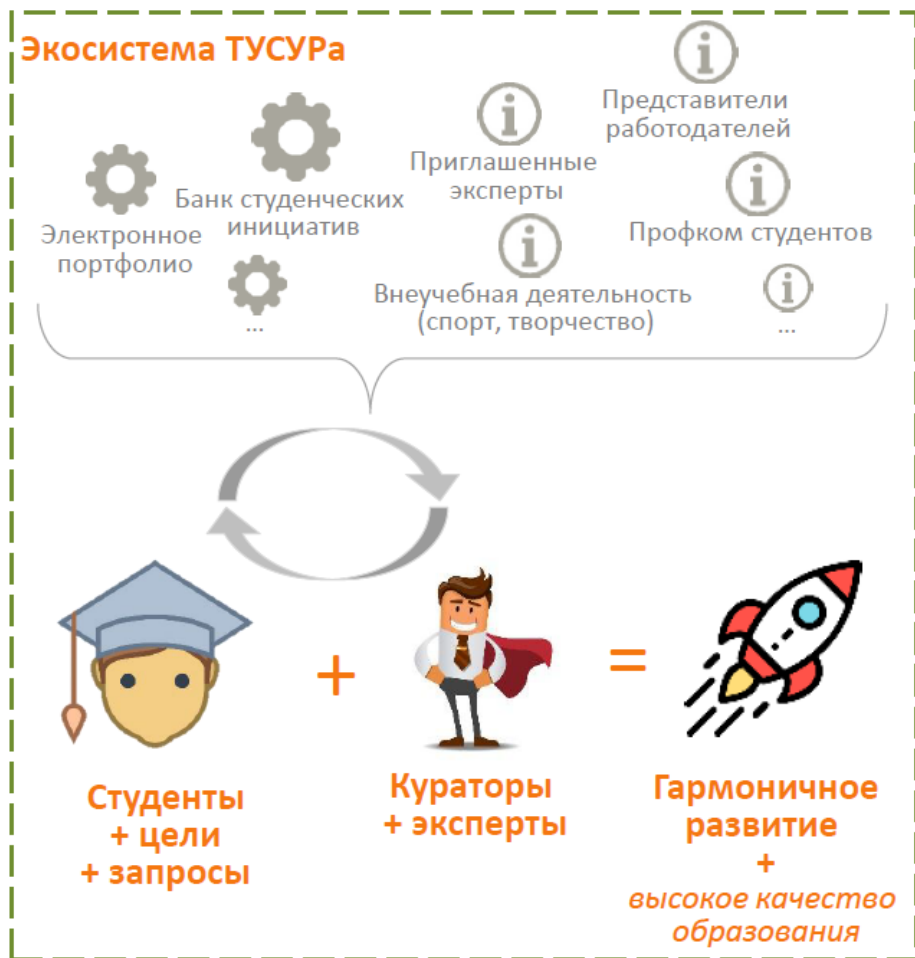 Экосистема ТУСУРа
Представители
работодателей
Приглашенные
эксперты
Банк студенческих
инициатив
Электронное
портфолио
Профком студентов
Внеучебная деятельность
(спорт, творчество)
...
...
+
=
Студенты
+ цели
+ запросы
Кураторы
+ эксперты
Гармоничное
развитие
+
высокое качество
образования